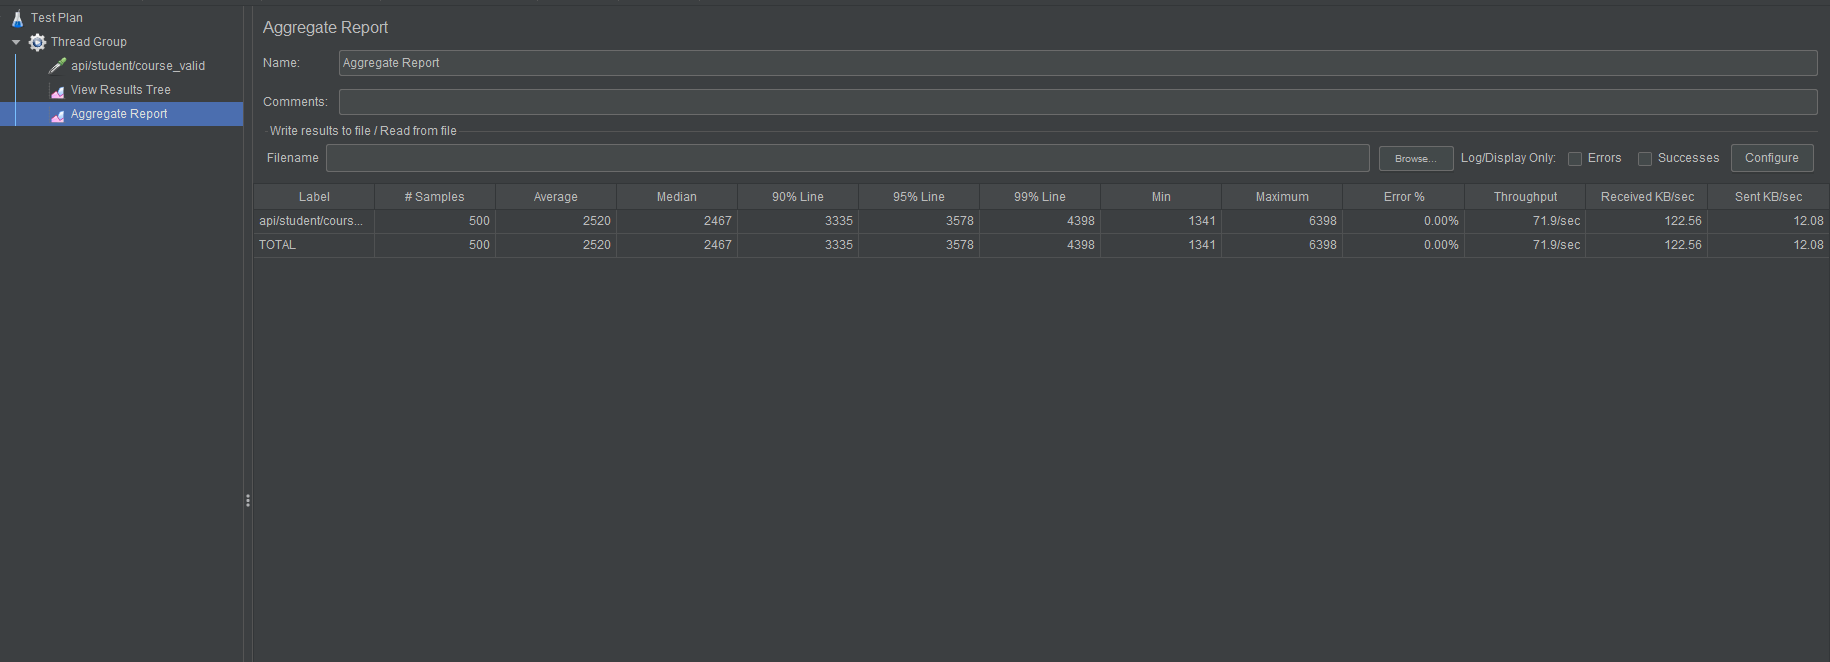 Test Plan
Thread Group
api/student/course_valid
View Results Tree
Aggregate Report
Aggregate Report
Name: Aggregate Report
Comments:
Write results to file / Read from file
Filename Browse... Log/Display Only: Errors Successes Configure
Label # Samples Average Median 90% Line 95% Line 99% Line Min Maximum Error % Throughput Received KB/sec Sent KB/sec
api/student/cours... 500 2520 2467 3335 3578 4398 1341 6398 0.00% 71.9/sec 122.56 12.08
TOTAL 500 2520 2467 3335 3578 4398 1341 6398 0.00% 71.9/sec 122.56 12.08